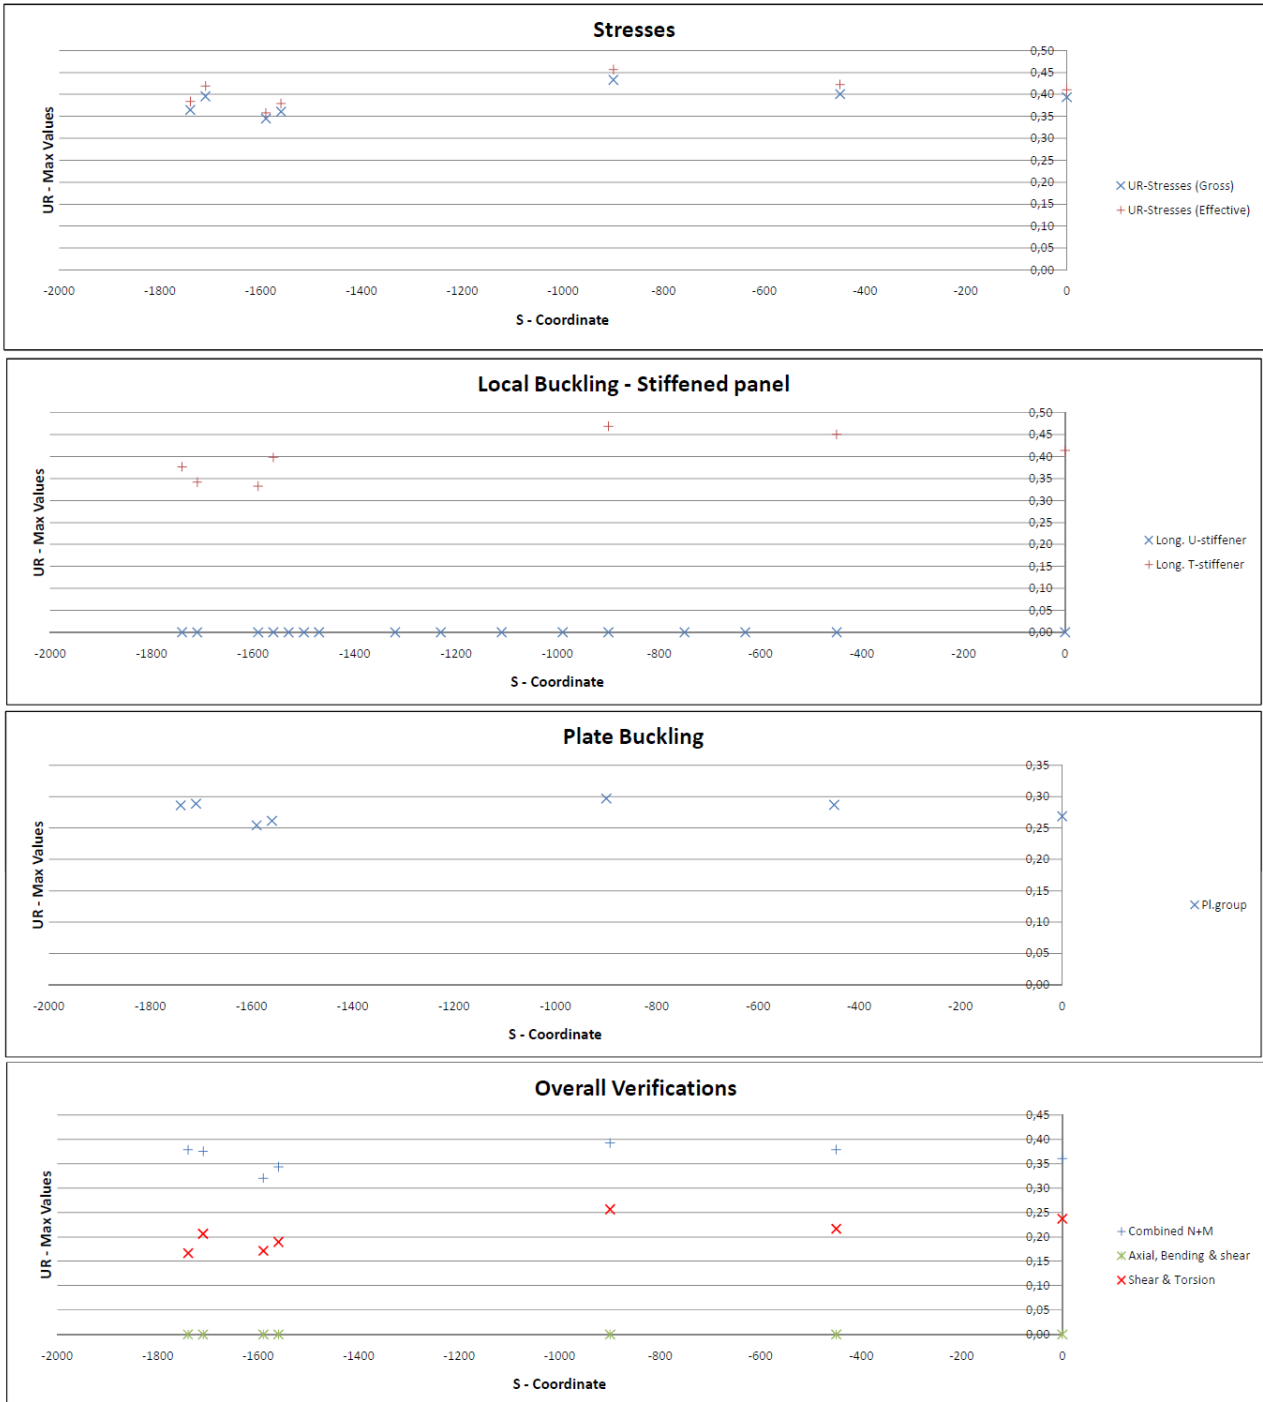 Stresses
0,50
0,45
0,40
0,35
0,30
0,25
0,20
0,15
0,10
0,05
0,00
UR - Max Values
UR-Stresses (Gross)
UR-Stresses (Effective)
-2000 -1800 -1600 -1400 -1200 -1000 -800 -600 -400 -200 0
S - Coordinate
Local Buckling - Stiffened panel
0,50
0,45
0,40
0,35
0,30
0,25
0,20
0,15
0,10
0,05
0,00
UR - Max Values
Long. U-stiffener
Long. T-stiffener
-2000 -1800 -1600 -1400 -1200 -1000 -800 -600 -400 -200 0
S - Coordinate
Plate Buckling
0,35
0,30
0,25
0,20
0,15
0,10
0,05
0,00
UR - Max Values
Pl.group
-2000 -1800 -1600 -1400 -1200 -1000 -800 -600 -400 -200 0
S - Coordinate
Overall Verifications
0,45
0,40
0,35
0,30
0,25
0,20
0,15
0,10
0,05
0,00
UR - Max Values
Combined N+M
Axial, Bending & shear
Shear & Torsion
-2000 -1800 -1600 -1400 -1200 -1000 -800 -600 -400 -200 0
S - Coordinate